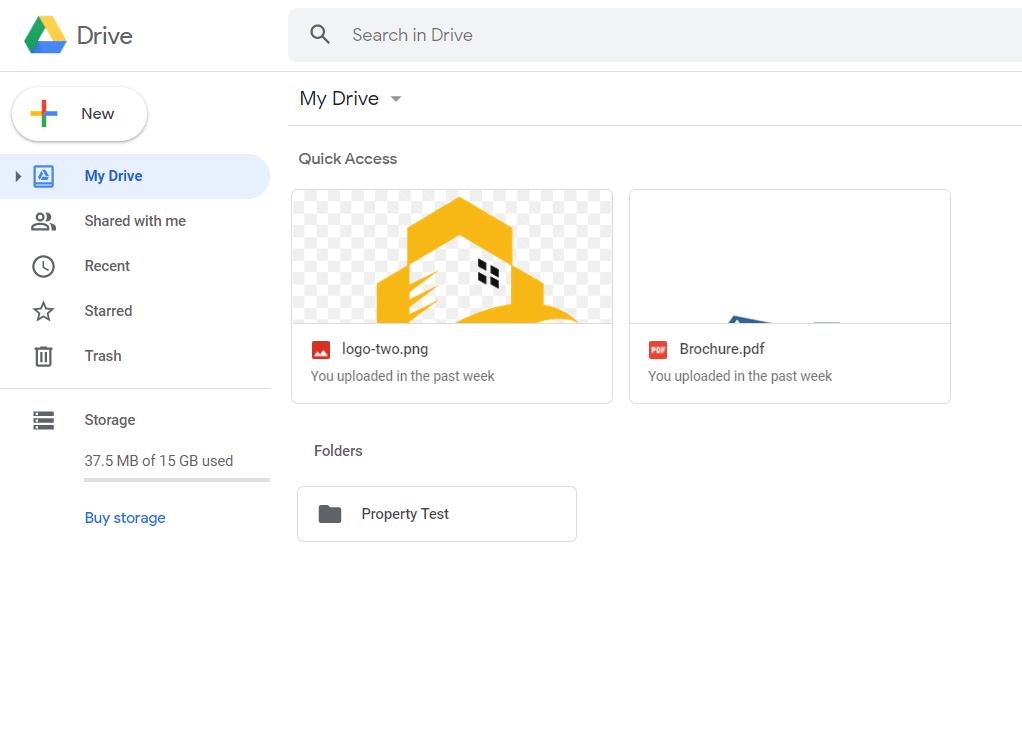 Drive
Search in Drive
New
My Drive
My Drive
Shared with me
Recent
Starred
Trash
Storage
37.5 MB of 15 GB used
Buy storage
Quick Access
logo-two.png
You uploaded in the past week
PDF
Brochure.pdf
You uploaded in the past week
Folders
Property Test